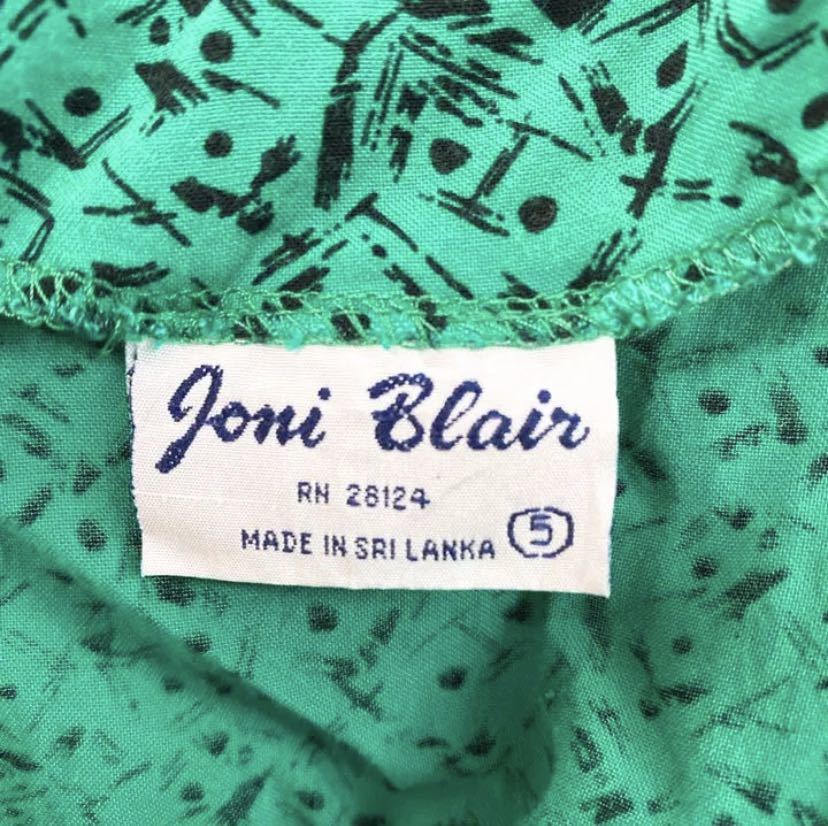 Joni Blair
RN 28124
MADE IN SRI LANKA 5